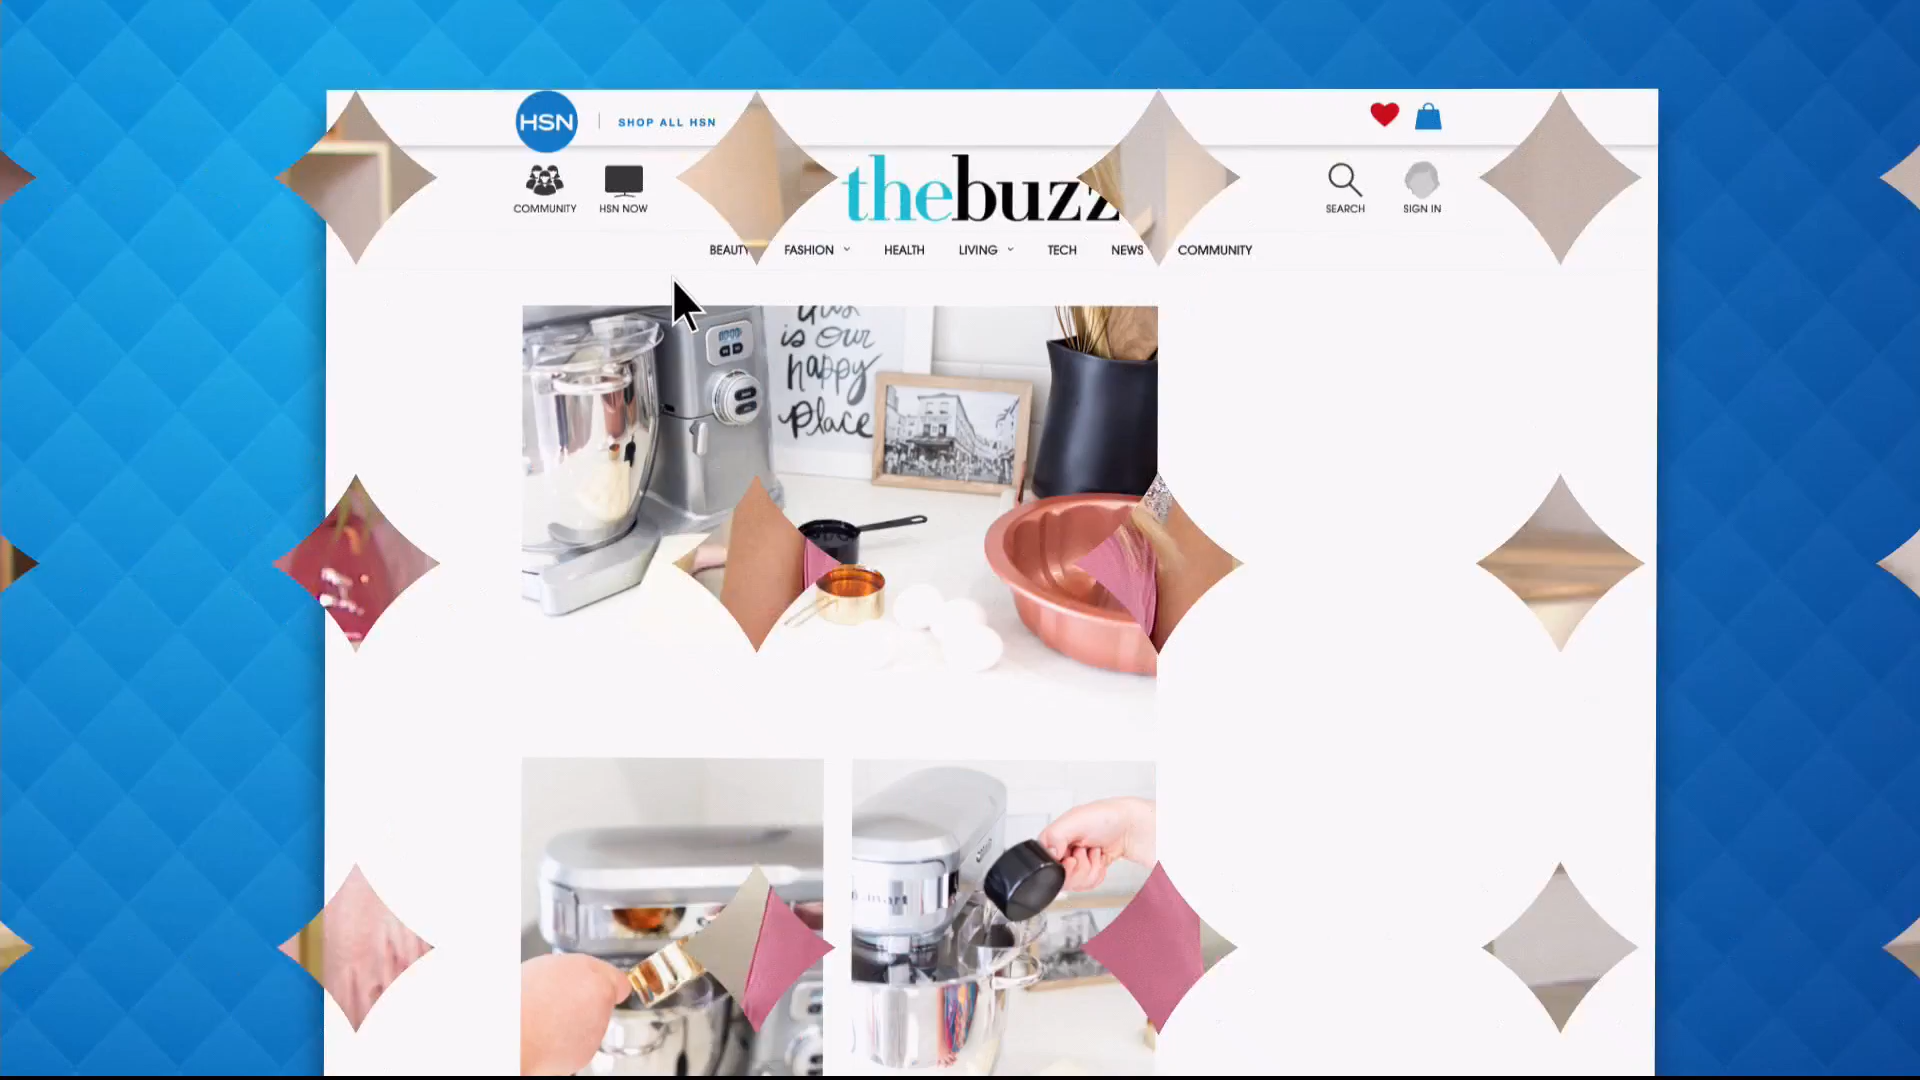 HSN
SHOP ALL HSN
thebuzz
COMMUNITY
HSN NOW
SEARCH
SIGN IN
BEAUTY
FASHION
HEALTH
LIVING
TECH
NEWS
COMMUNITY
this
is our
happy
place